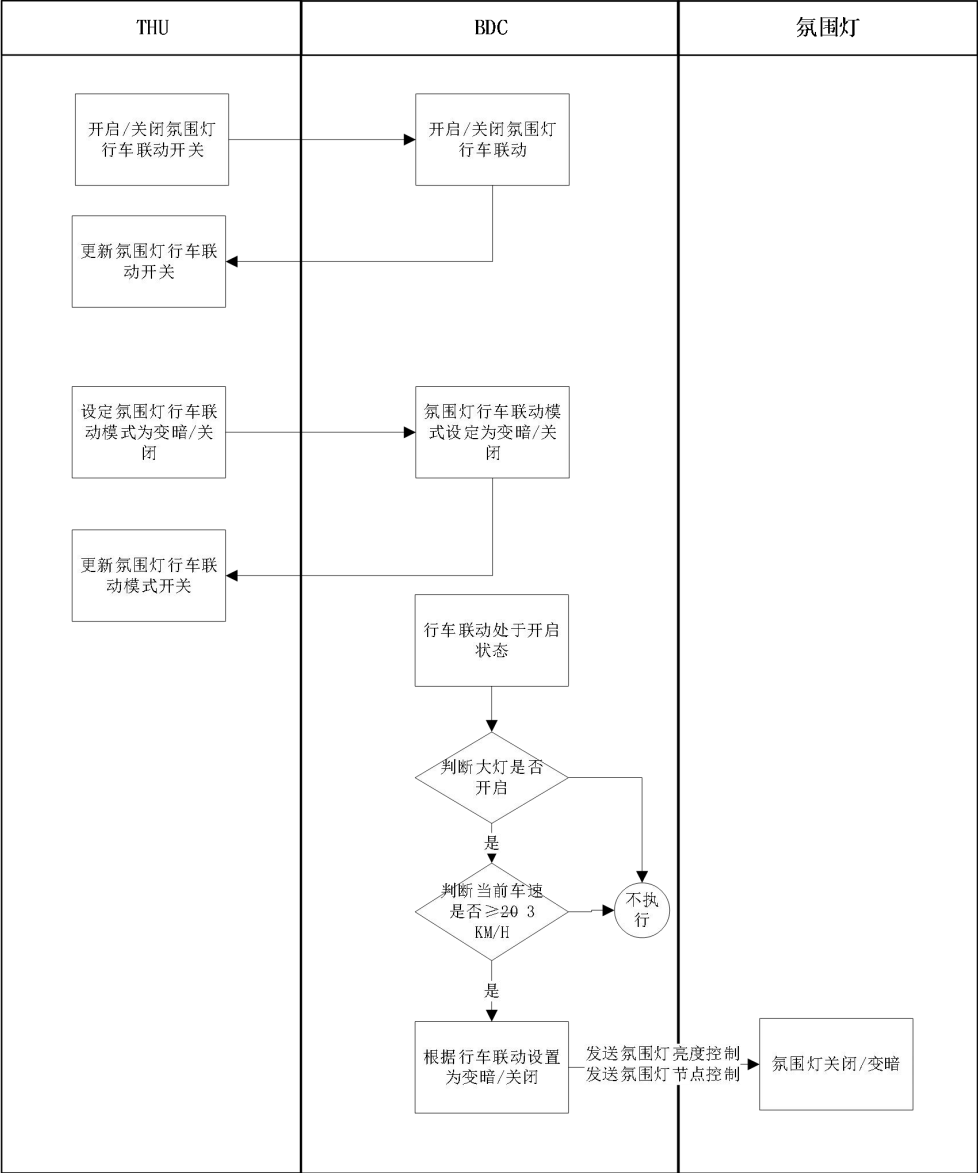 THU
BDC
氛围灯
开启/关闭氛围灯
行车联动开关
开启/关闭氛围灯
行车联动
更新氛围灯行车联
动开关
设定氛围灯行车联
动模式为变暗/关
闭
氛围灯行车联动模
式设定为变暗/关
闭
更新氛围灯行车联
动模式开关
行车联动处于开启
状态
判断大灯是否
开启
是
判断当前车速
是否≥20 3
KM/H
不执
行
是
根据行车联动设置
为变暗/关闭
发送氛围灯亮度控制
发送氛围灯节点控制
氛围灯关闭/变暗